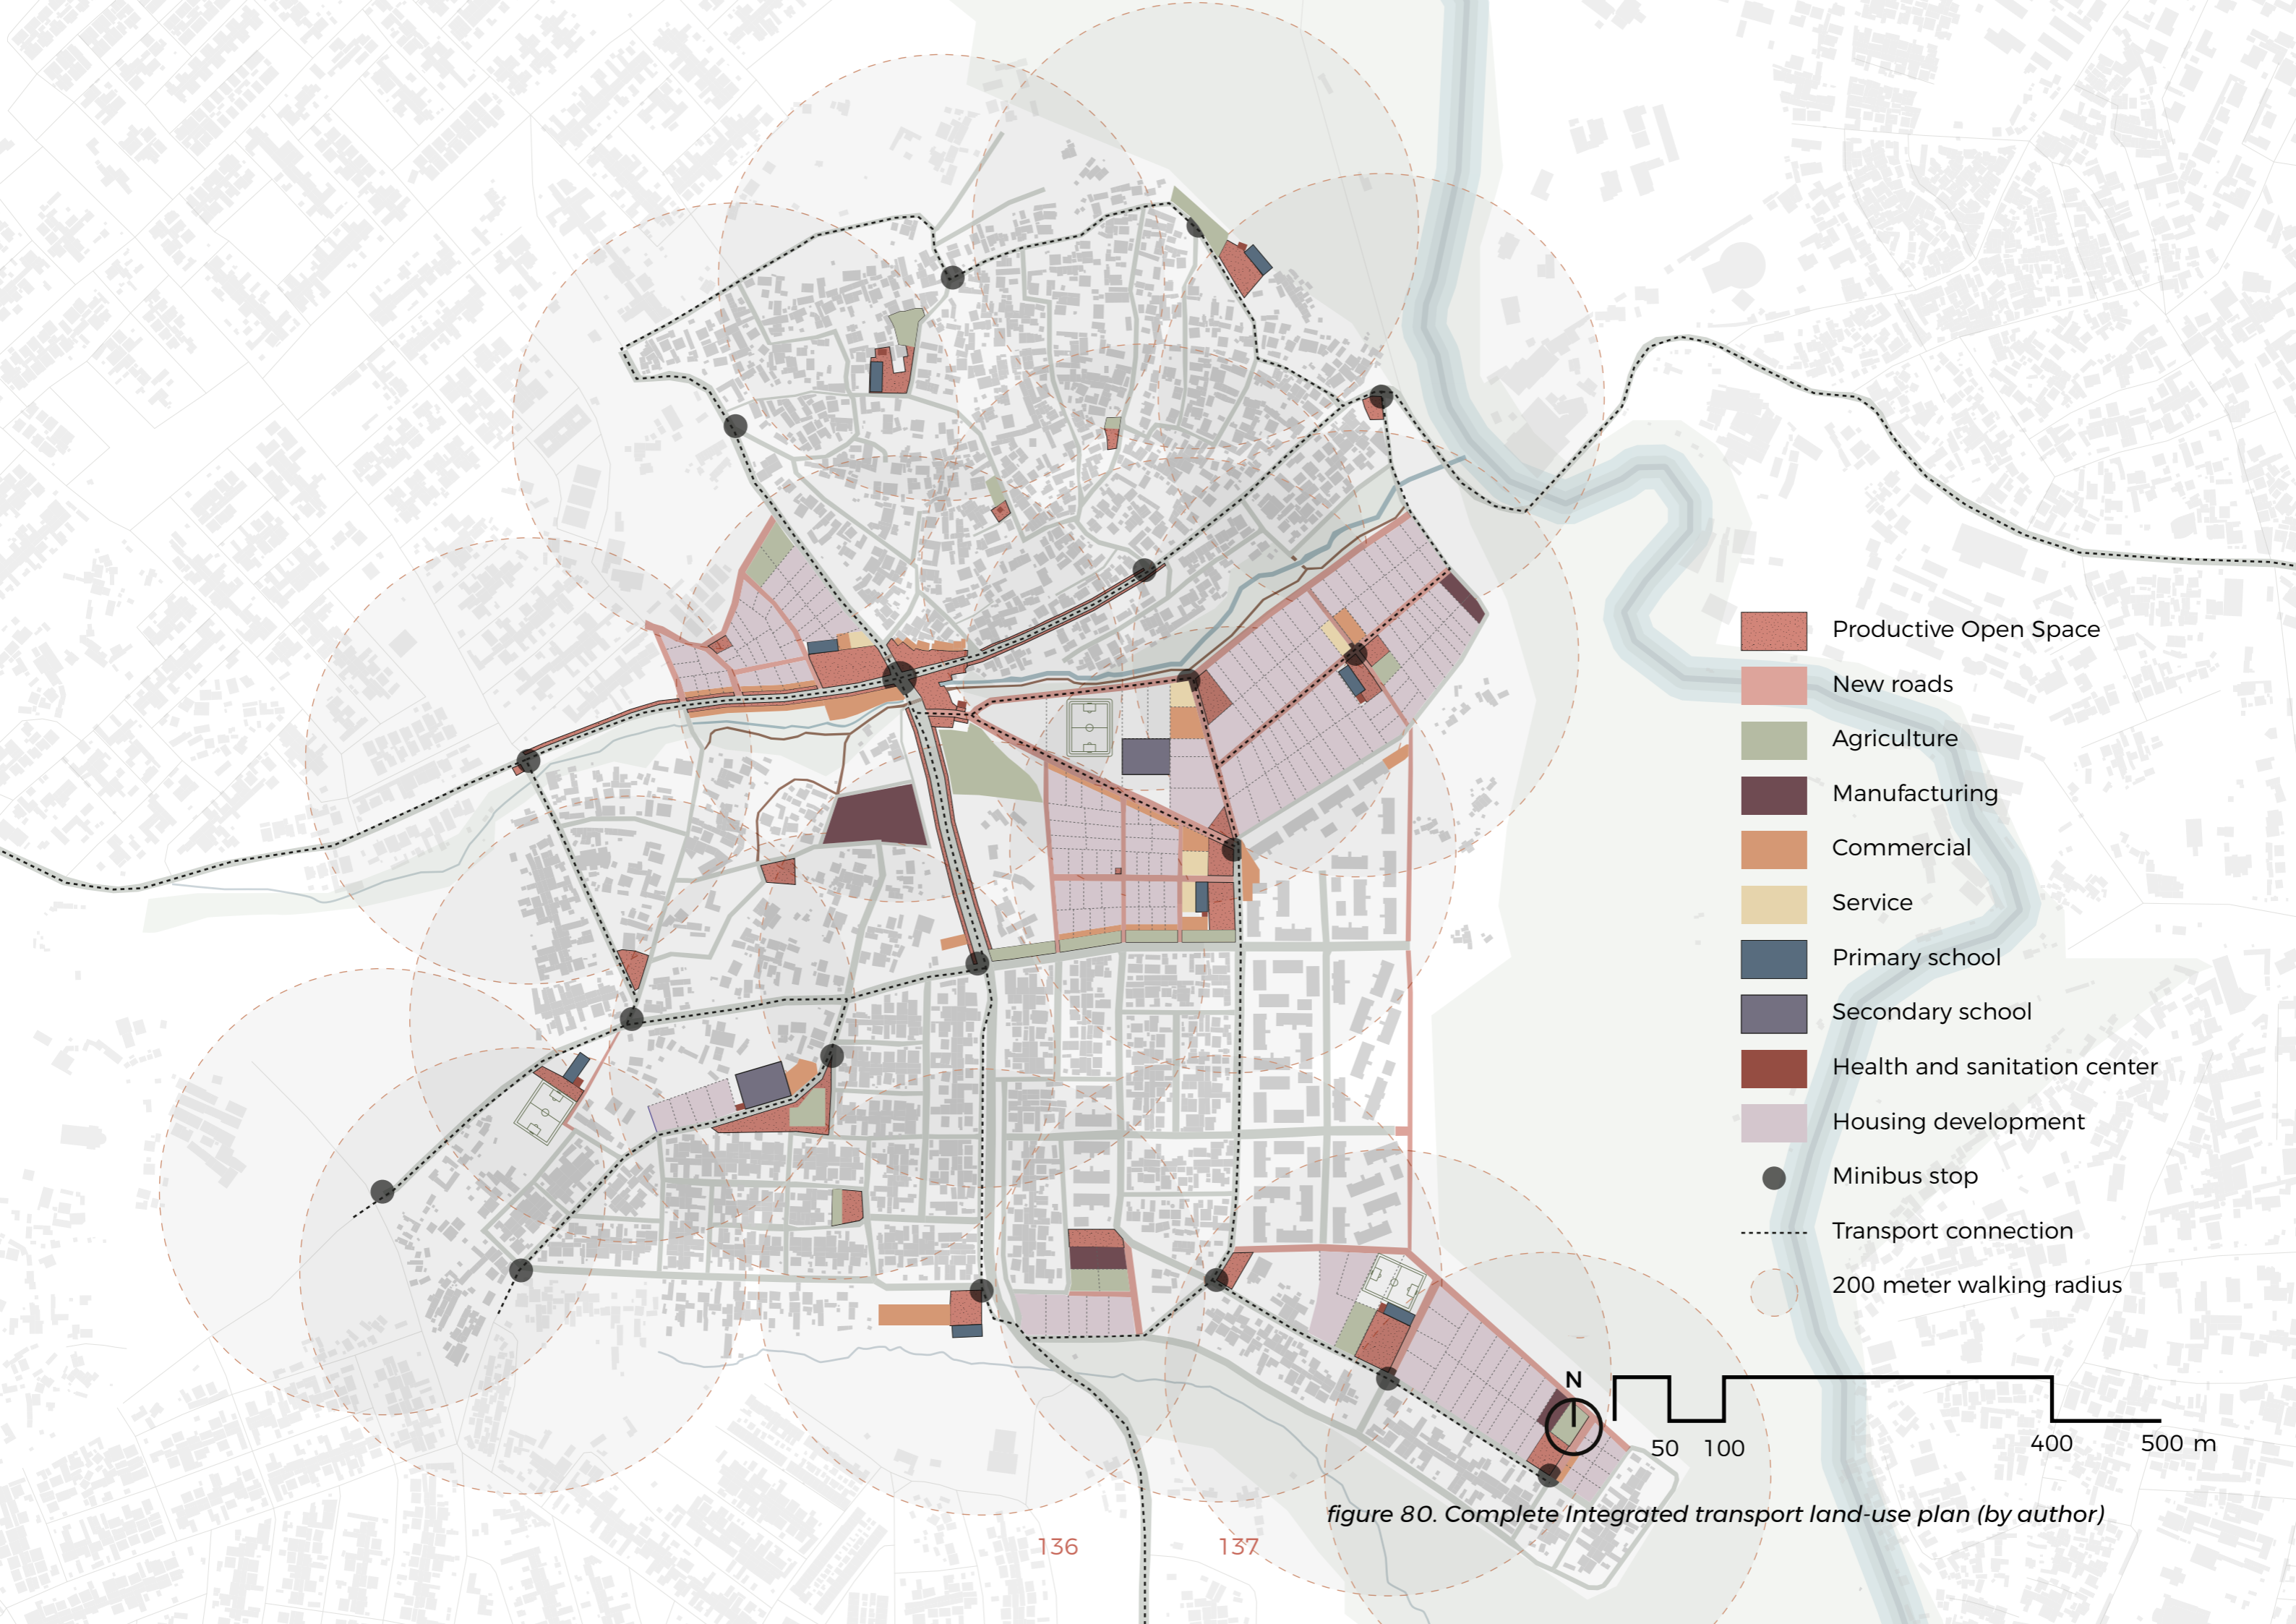 Productive Open Space
New roads
Agriculture
Manufacturing
Commercial
Service
Primary school
Secondary school
Health and sanitation center
Housing development
Minibus stop
Transport connection
200 meter walking radius
N
50 100 400 500 m
figure 80. Complete Integrated transport land-use plan (by author)
136 137